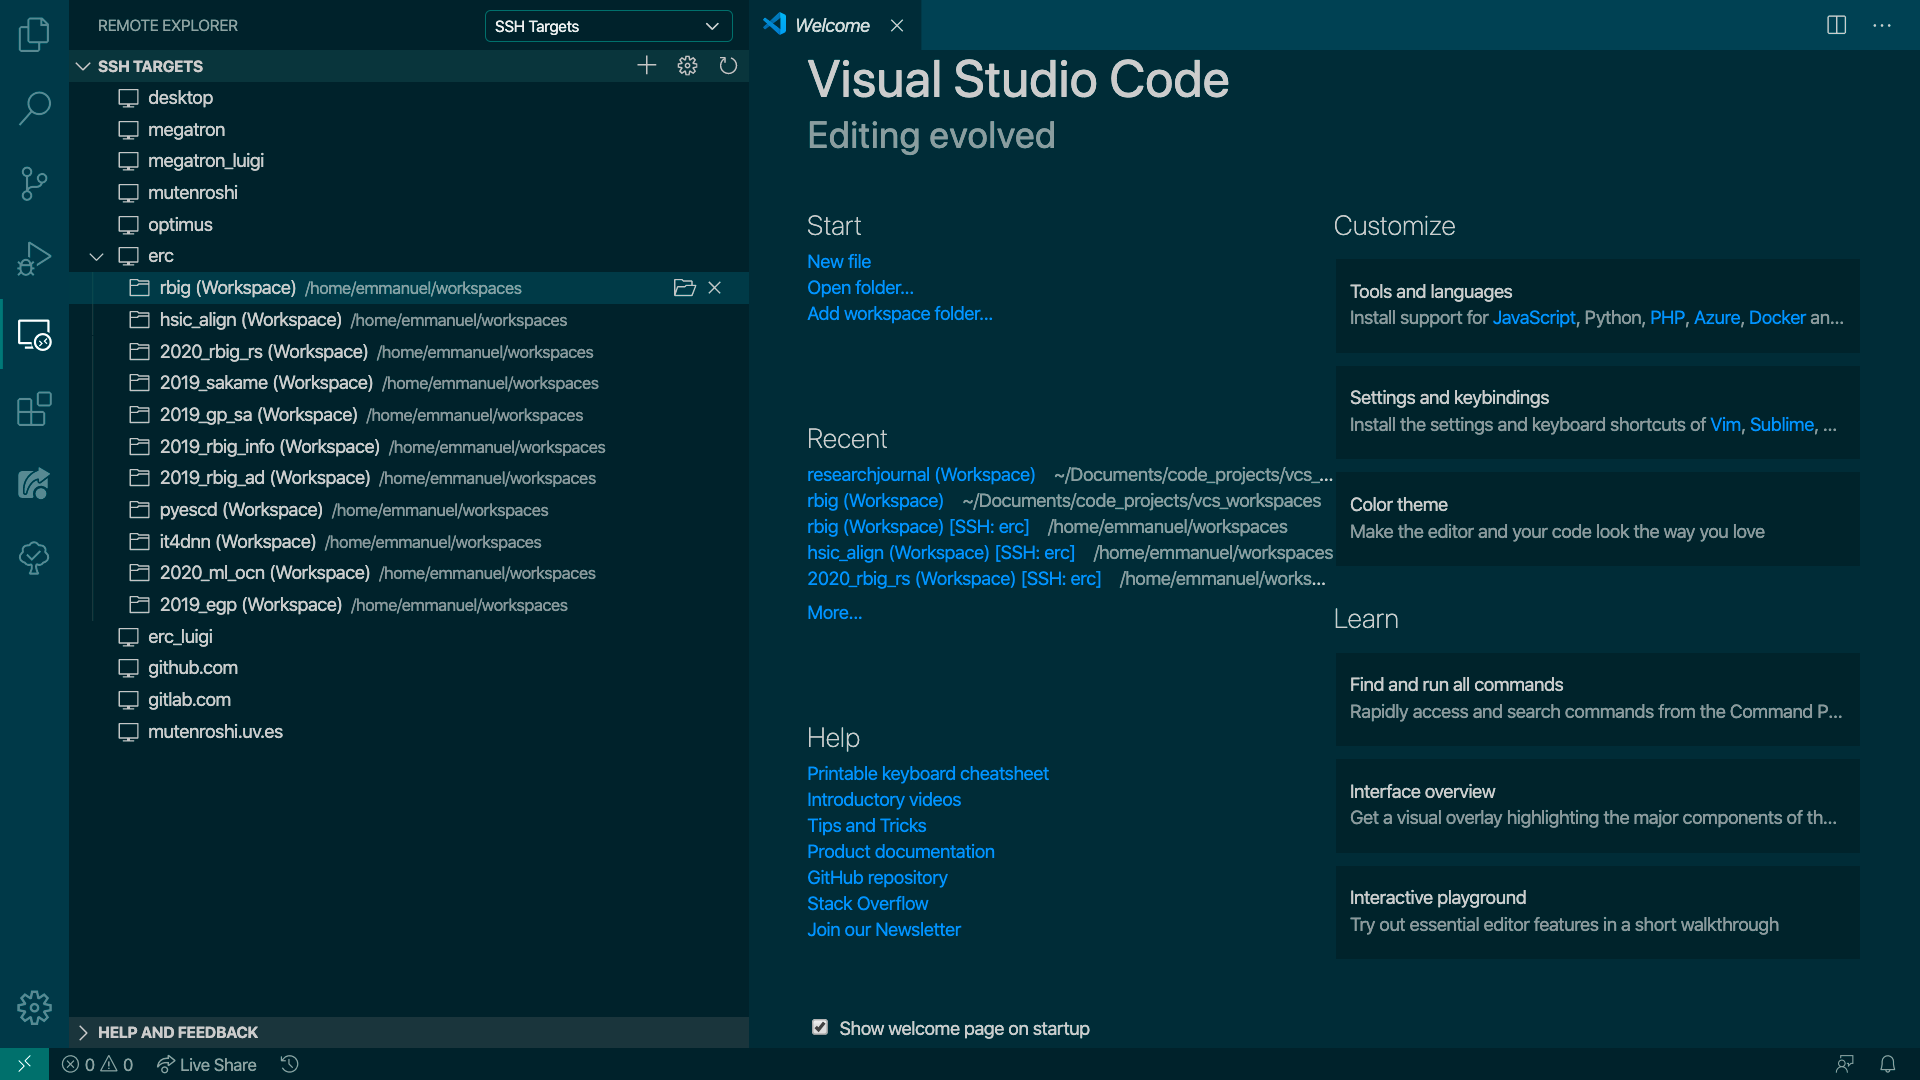 REMOTE EXPLORER
SSH Targets
SSH TARGETS
desktop
megatron
megatron_luigi
mutenroshi
optimus
erc
rbig (Workspace) /home/emmanuel/workspaces
hsic_align (Workspace) /home/emmanuel/workspaces
2020_rbig_rs (Workspace) /home/emmanuel/workspaces
2019_sakame (Workspace) /home/emmanuel/workspaces
2019_gp_sa (Workspace) /home/emmanuel/workspaces
2019_rbig_info (Workspace) /home/emmanuel/workspaces
2019_rbig_ad (Workspace) /home/emmanuel/workspaces
pyescd (Workspace) /home/emmanuel/workspaces
it4dnn (Workspace) /home/emmanuel/workspaces
2020_ml_ocn (Workspace) /home/emmanuel/workspaces
2019_egp (Workspace) /home/emmanuel/workspaces
erc_luigi
github.com
gitlab.com
mutenroshi.uv.es
HELP AND FEEDBACK
Welcome
Visual Studio Code
Editing evolved
Start
New file
Open folder...
Add workspace folder...
Recent
researchjournal (Workspace) ~/Documents/code_projects/vcs_...
rbig (Workspace) ~/Documents/code_projects/vcs_workspaces
rbig (Workspace) [SSH: erc] /home/emmanuel/workspaces
hsic_align (Workspace) [SSH: erc] /home/emmanuel/workspaces
2020_rbig_rs (Workspace) [SSH: erc] /home/emmanuel/works...
More...
Help
Printable keyboard cheatsheet
Introductory videos
Tips and Tricks
Product documentation
GitHub repository
Stack Overflow
Join our Newsletter
Show welcome page on startup
Customize
Tools and languages
Install support for JavaScript, Python, PHP, Azure, Docker an...
Settings and keybindings
Install the settings and keyboard shortcuts of Vim, Sublime, ...
Color theme
Make the editor and your code look the way you love
Learn
Find and run all commands
Rapidly access and search commands from the Command P...
Interface overview
Get a visual overlay highlighting the major components of th...
Interactive playground
Try out essential editor features in a short walkthrough
0 0 Live Share